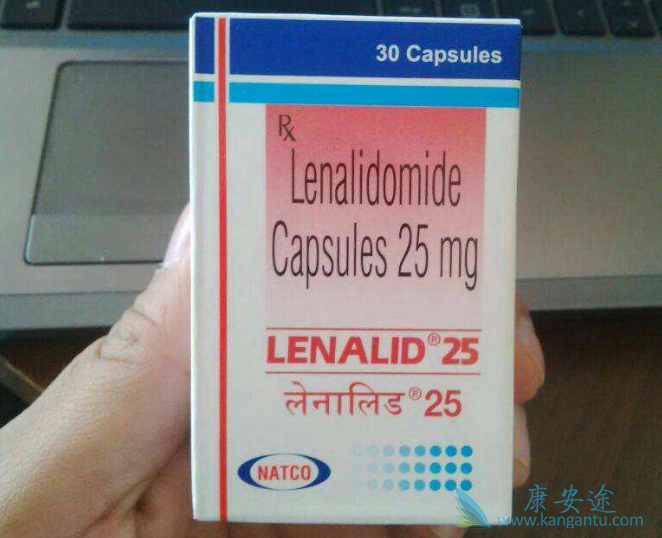 30 Capsules
Rx
Lenalidomide
Capsules 25 mg
LENALID® 25
लेनालिड® 25
NATCO
康安途
www.kangantu.com